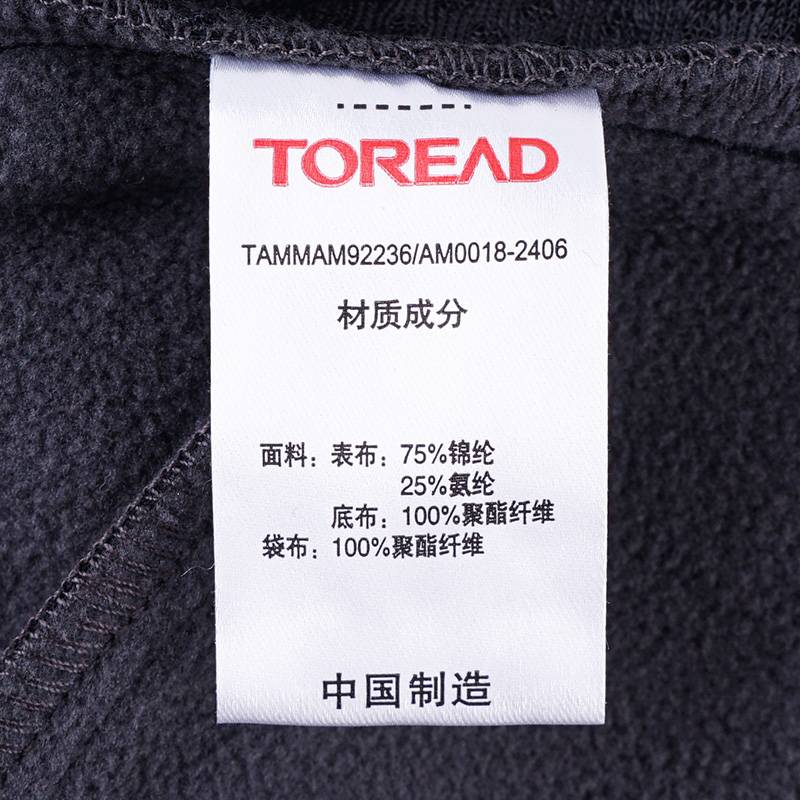 TOREAD
TAMMAM92236/AM0018-2406
材质成分
面料：表布：75%锦纶
25%氨纶
底布：100%聚酯纤维
袋布：100%聚酯纤维
中国制造